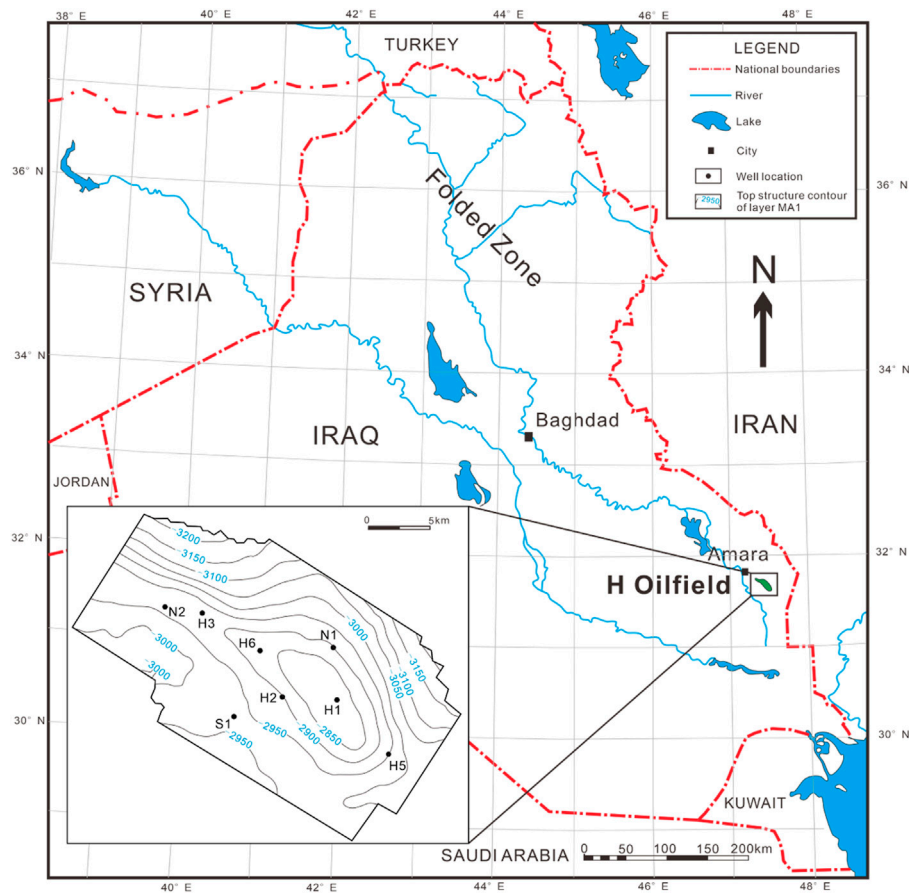 38° E
40° E
42° E
44° E
46° E
48° E
TURKEY
LEGEND
National boundaries
River
Lake
City
Well location
2950
Top structure contour
of layer MA1
36° N
36° N
Folded Zone
SYRIA
N
34° N
34° N
Baghdad
IRAQ
IRAN
JORDAN
32° N
32° N
Amara
H Oilfield
0 5km
-3200
-3150
-3100
N2
H3
-3000
N1
H6
-3000
-3000
3150
3100
3050
H2
H1
S1
-2950
-2950
-2900
-2850
H5
30° N
30° N
KUWAIT
SAUDI ARABIA
0 50 100 150 200km
40° E
42° E
44° E
46° E
48° E